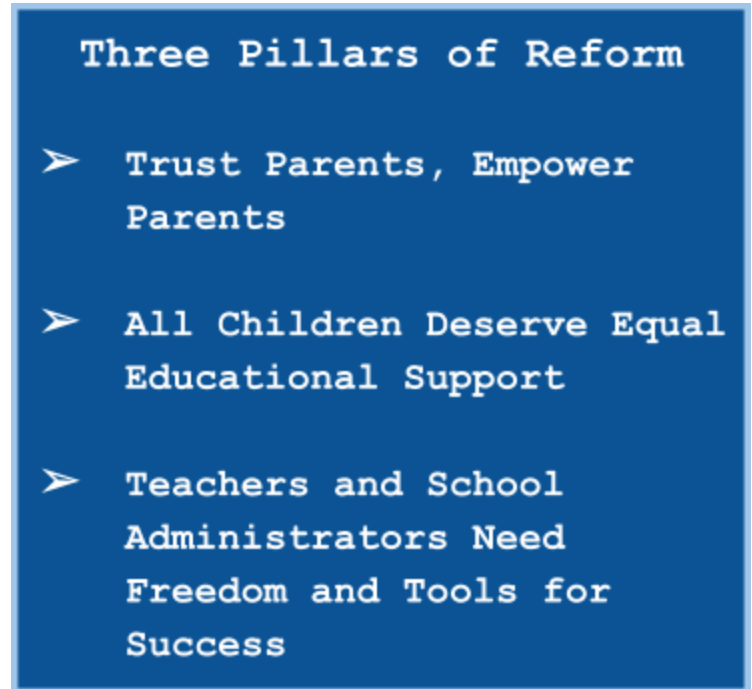 Three Pillars of Reform
➢ Trust Parents, Empower
Parents
➢ All Children Deserve Equal
Educational Support
➢ Teachers and School
Administrators Need
Freedom and Tools for
Success